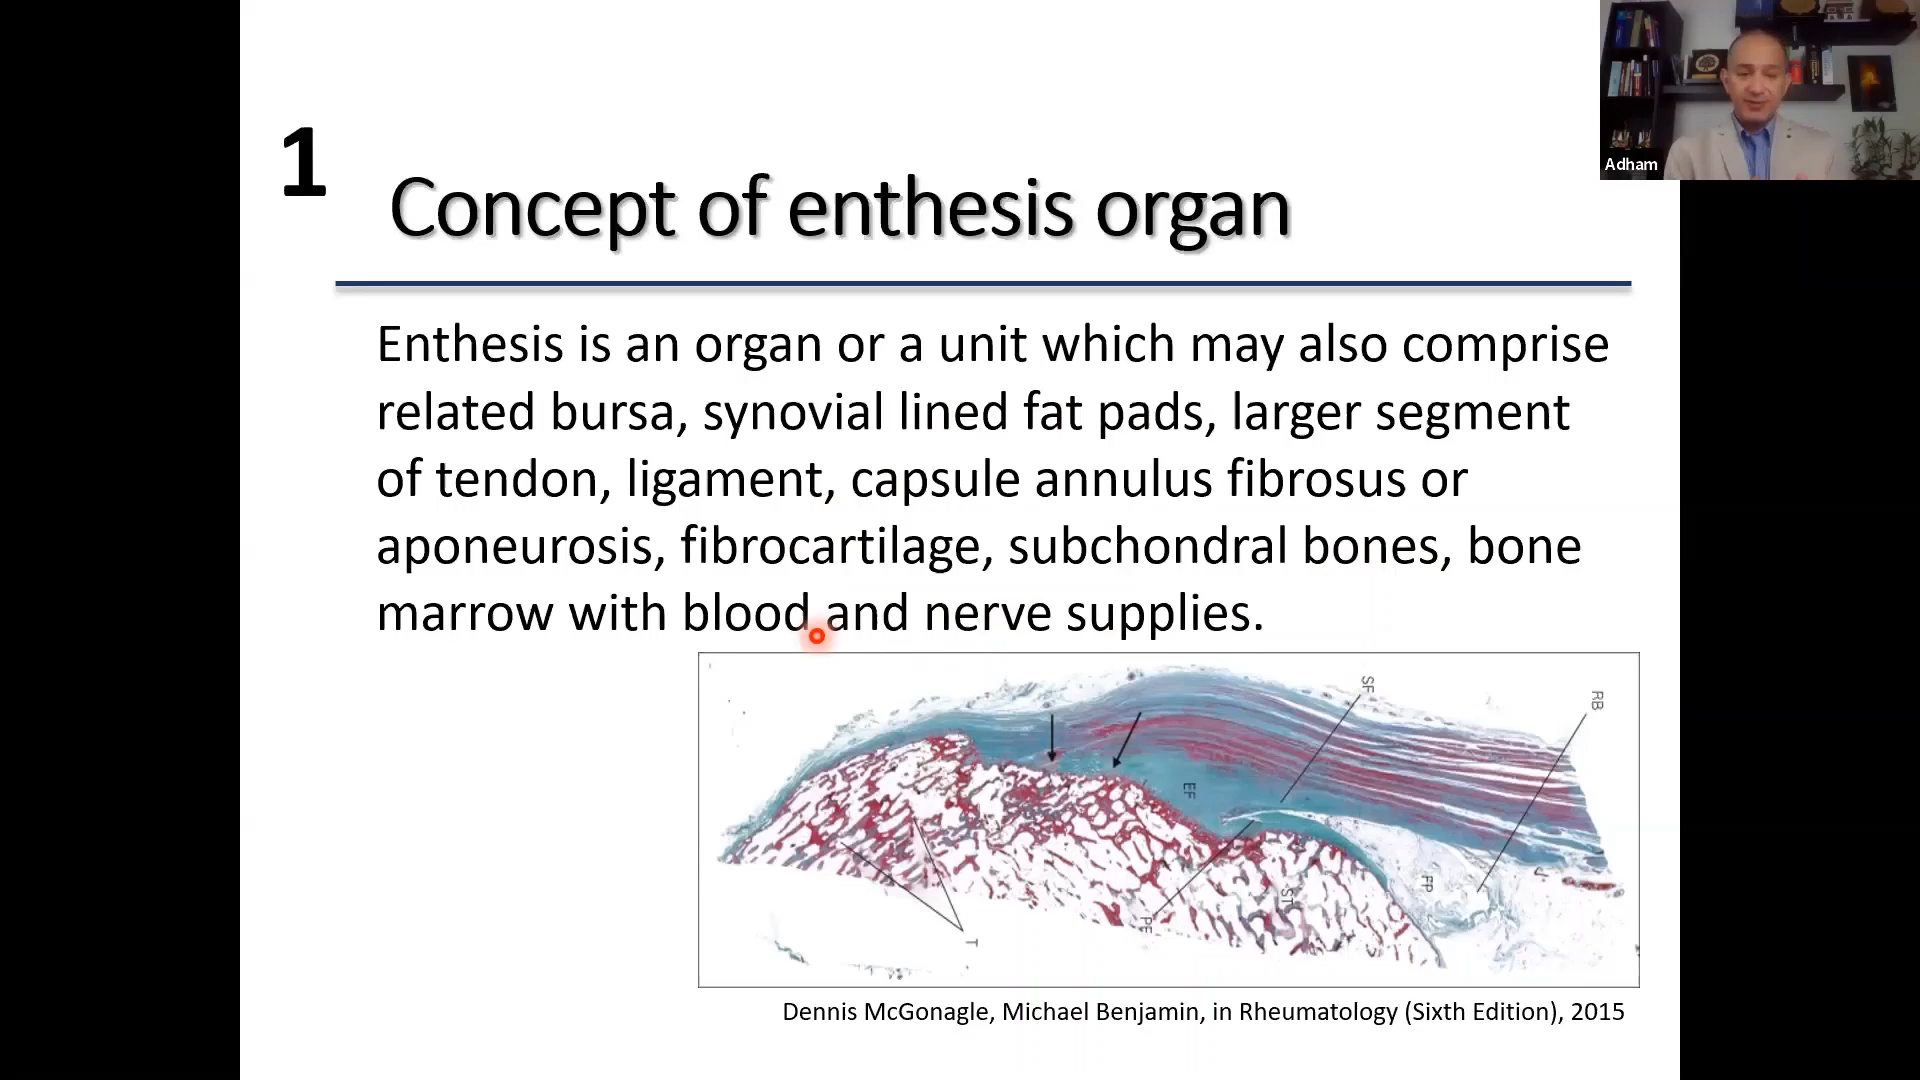 Adham
1
Concept of enthesis organ
Enthesis is an organ or a unit which may also comprise
related bursa, synovial lined fat pads, larger segment
of tendon, ligament, capsule annulus fibrosus or
aponeurosis, fibrocartilage, subchondral bones, bone
marrow with blood and nerve supplies.
SF
RB
EF
FP
ST
PF
T
Dennis McGonagle, Michael Benjamin, in Rheumatology (Sixth Edition), 2015